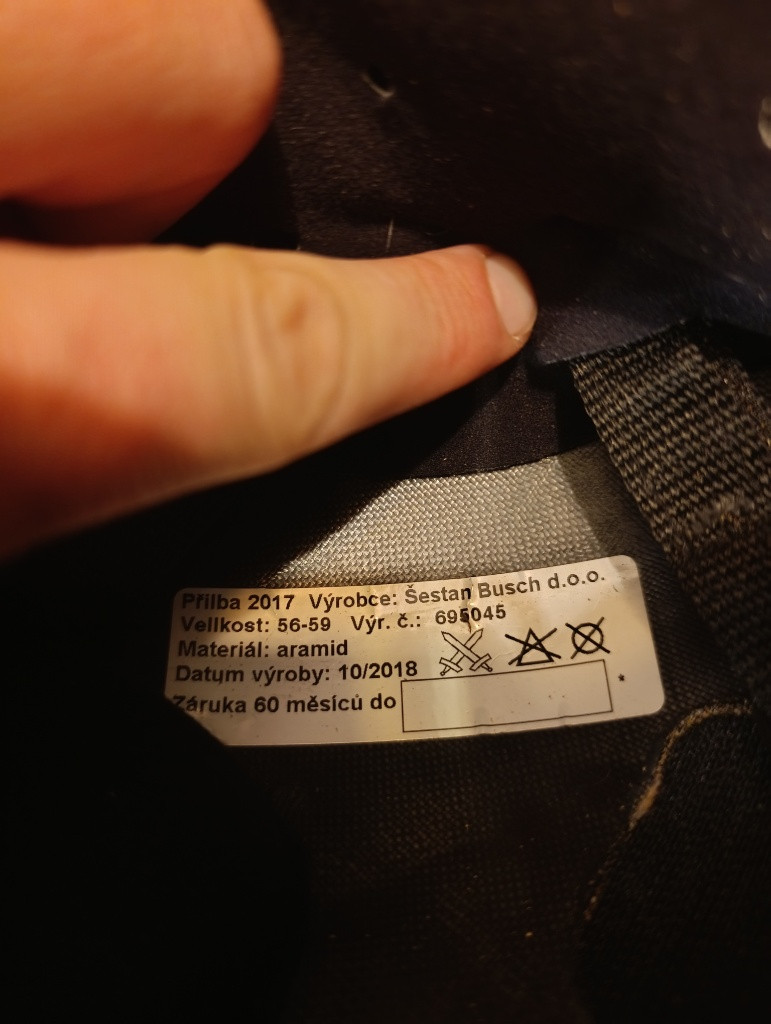 Přilba 2017 Výrobce: Šestan Busch d.o.o.
Velikost: 56-59 Výr. č.: 695045
Materiál: aramid
Datum výroby: 10/2018
Záruka 60 měsíců do
*